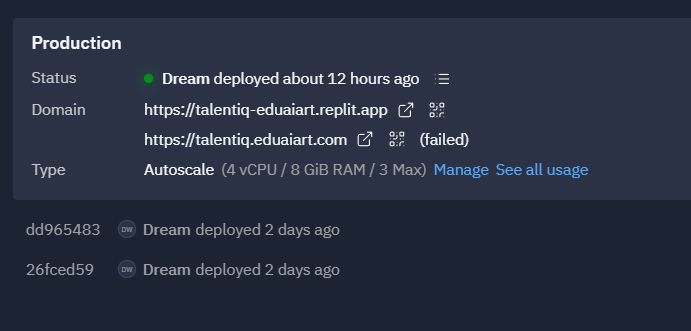 Production
Status Dream deployed about 12 hours ago
Domain https://talentiq-eduaiart.replit.app
https://talentiq.eduaiart.com (failed)
Type Autoscale (4 vCPU / 8 GiB RAM / 3 Max) Manage See all usage
dd965483 DW Dream deployed 2 days ago
26fced59 DW Dream deployed 2 days ago